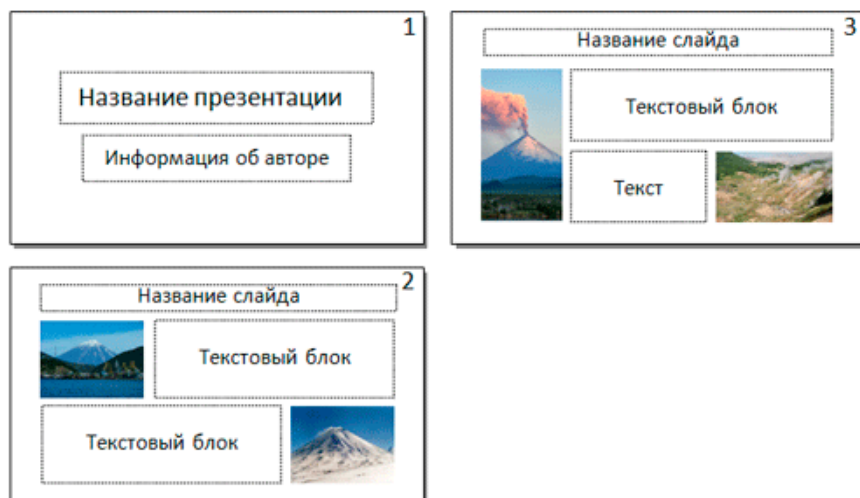 1
Название презентации
Информация об авторе
2
Название слайда
Текстовый блок
Текстовый блок
3
Название слайда
Текстовый блок
Текст